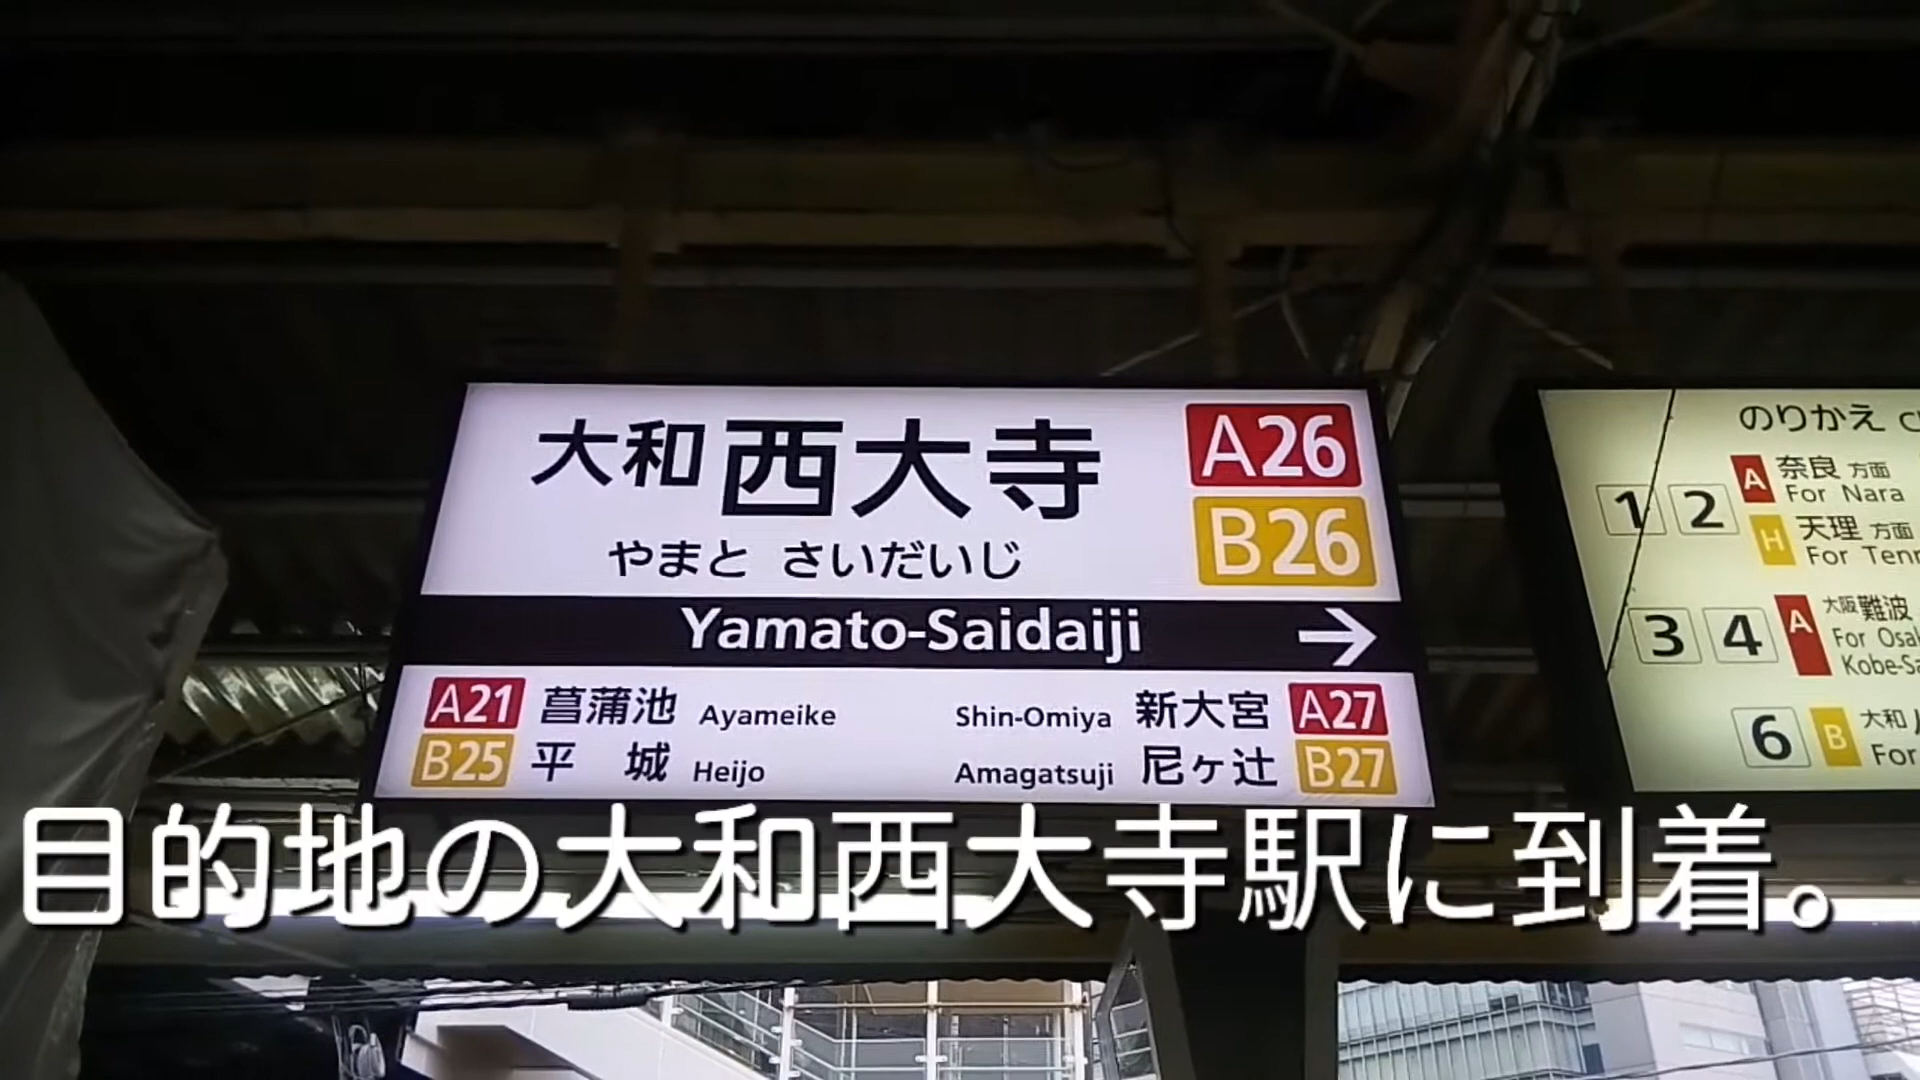 大和西大寺
A26
B26
やまと さいだいじ
Yamato-Saidaiji →
A21 菖蒲池 Ayameike
B25 平 城 Heijo
Shin-Omiya 新大宮 A27
Amagatsuji 尼ヶ辻 B27
のりかえ
1 2
A 奈良 方面
For Nara
H 天理 方面
For
3 4
A 大阪難波
For
6
B 大和
For
目的地の大和西大寺駅に到着。